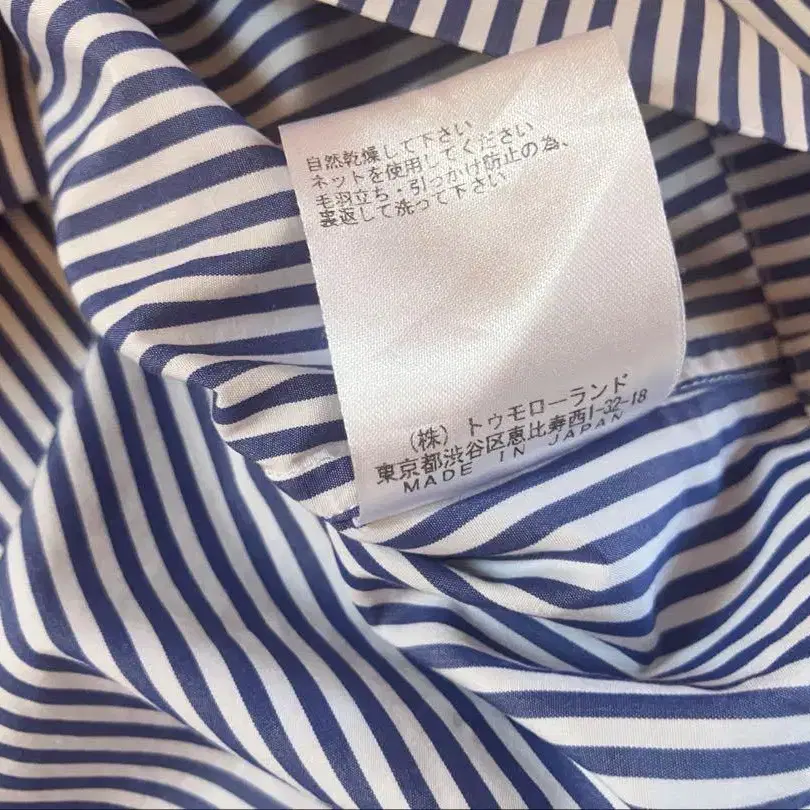 自然乾燥して下さい
ネットを使用してください
毛羽立ち・引っかけ防止の為、
裏返して洗って下さい
(株) トゥモローランド
東京都渋谷区恵比寿西1-32-18
MADE IN JAPAN